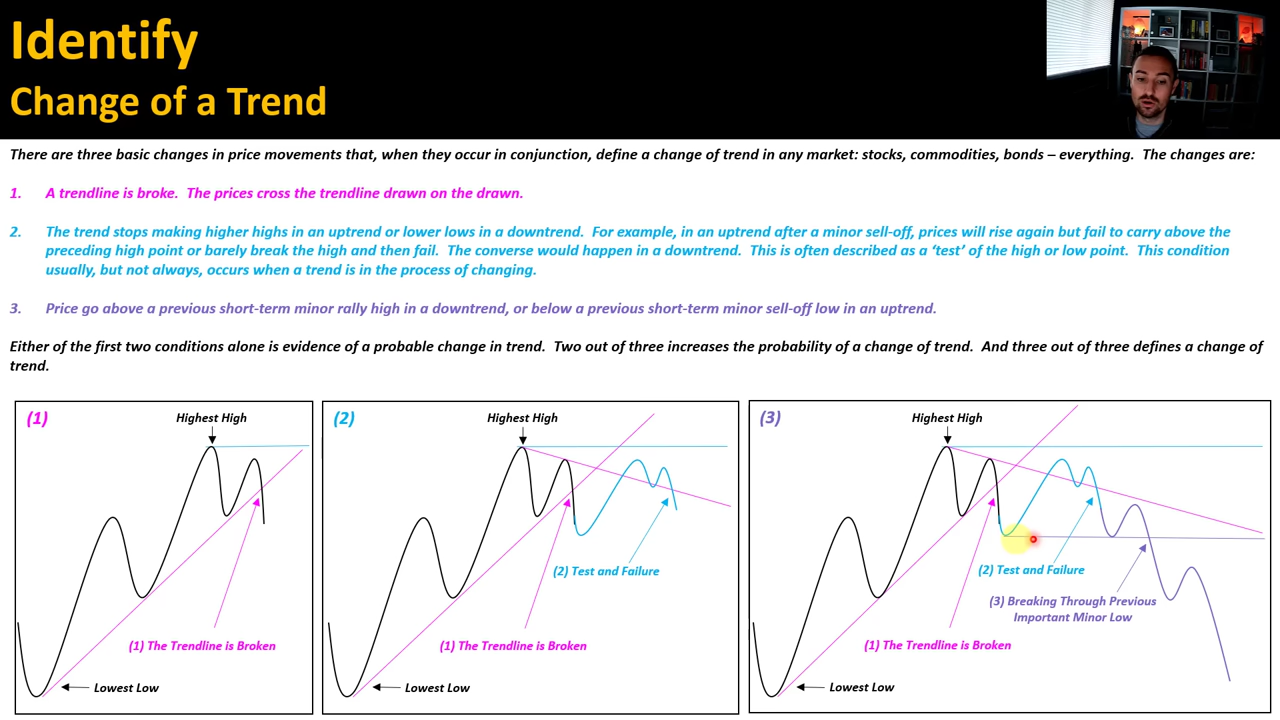 Identify
Change of a Trend
There are three basic changes in price movements that, when they occur in conjunction, define a change of trend in any market: stocks, commodities, bonds – everything.  The changes are:
1. A trendline is broke.  The prices cross the trendline drawn on the drawn.
2. The trend stops making higher highs in an uptrend or lower lows in a downtrend.  For example, in an uptrend after a minor sell-off, prices will rise again but fail to carry above the
preceding high point or barely break the high and then fail.  The converse would happen in a downtrend.  This is often described as a ‘test’ of the high or low point.  This condition
usually, but not always, occurs when a trend is in the process of changing.
3. Price go above a previous short-term minor rally high in a downtrend, or below a previous short-term minor sell-off low in an uptrend.
Either of the first two conditions alone is evidence of a probable change in trend.  Two out of three increases the probability of a change of trend.  And three out of three defines a change of
trend.
(1)
Highest High
(1) The Trendline is Broken
Lowest Low
(2)
Highest High
(2) Test and Failure
(1) The Trendline is Broken
Lowest Low
(3)
Highest High
(2) Test and Failure
(3) Breaking Through Previous
Important Minor Low
(1) The Trendline is Broken
Lowest Low